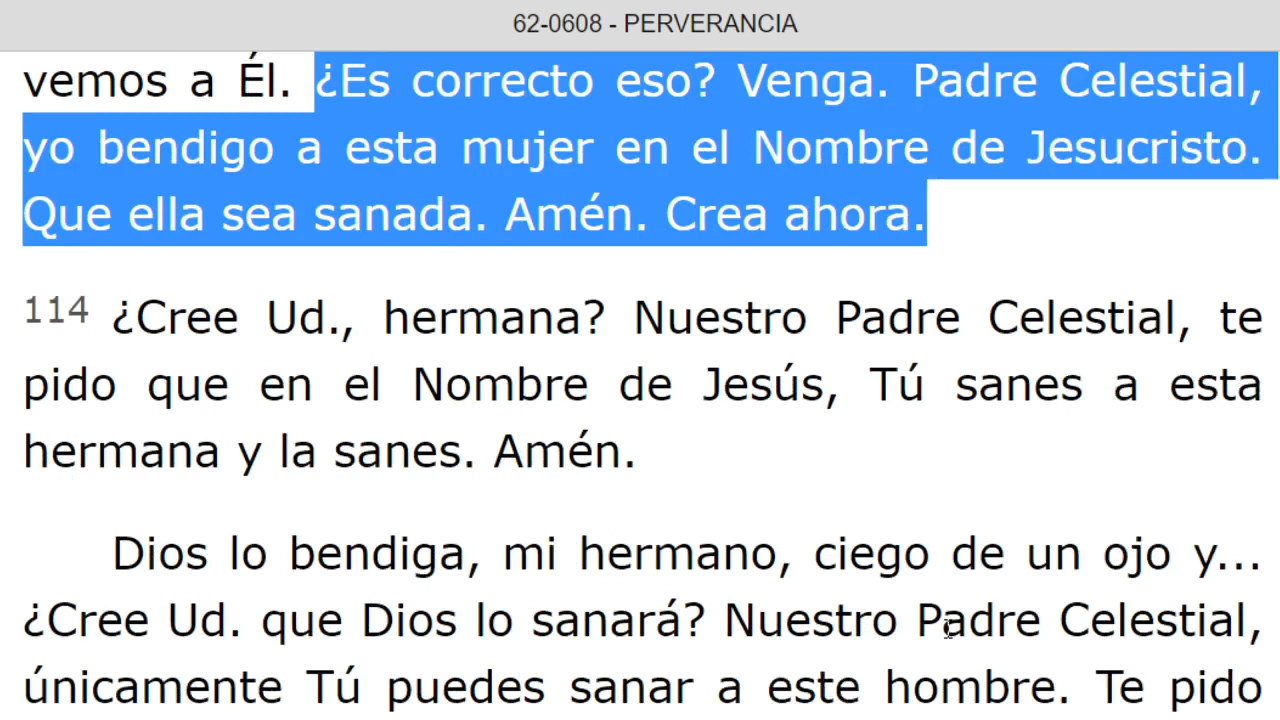 62-0608 - PERVERANCIA
vemos a Él. ¿Es correcto eso? Venga. Padre Celestial,
yo bendigo a esta mujer en el Nombre de Jesucristo.
Que ella sea sanada. Amén. Crea ahora.
114 ¿Cree Ud., hermana? Nuestro Padre Celestial, te
pido que en el Nombre de Jesús, Tú sanes a esta
hermana y la sanes. Amén.
Dios lo bendiga, mi hermano, ciego de un ojo y...
¿Cree Ud. que Dios lo sanará? Nuestro Padre Celestial,
únicamente Tú puedes sanar a este hombre. Te pido